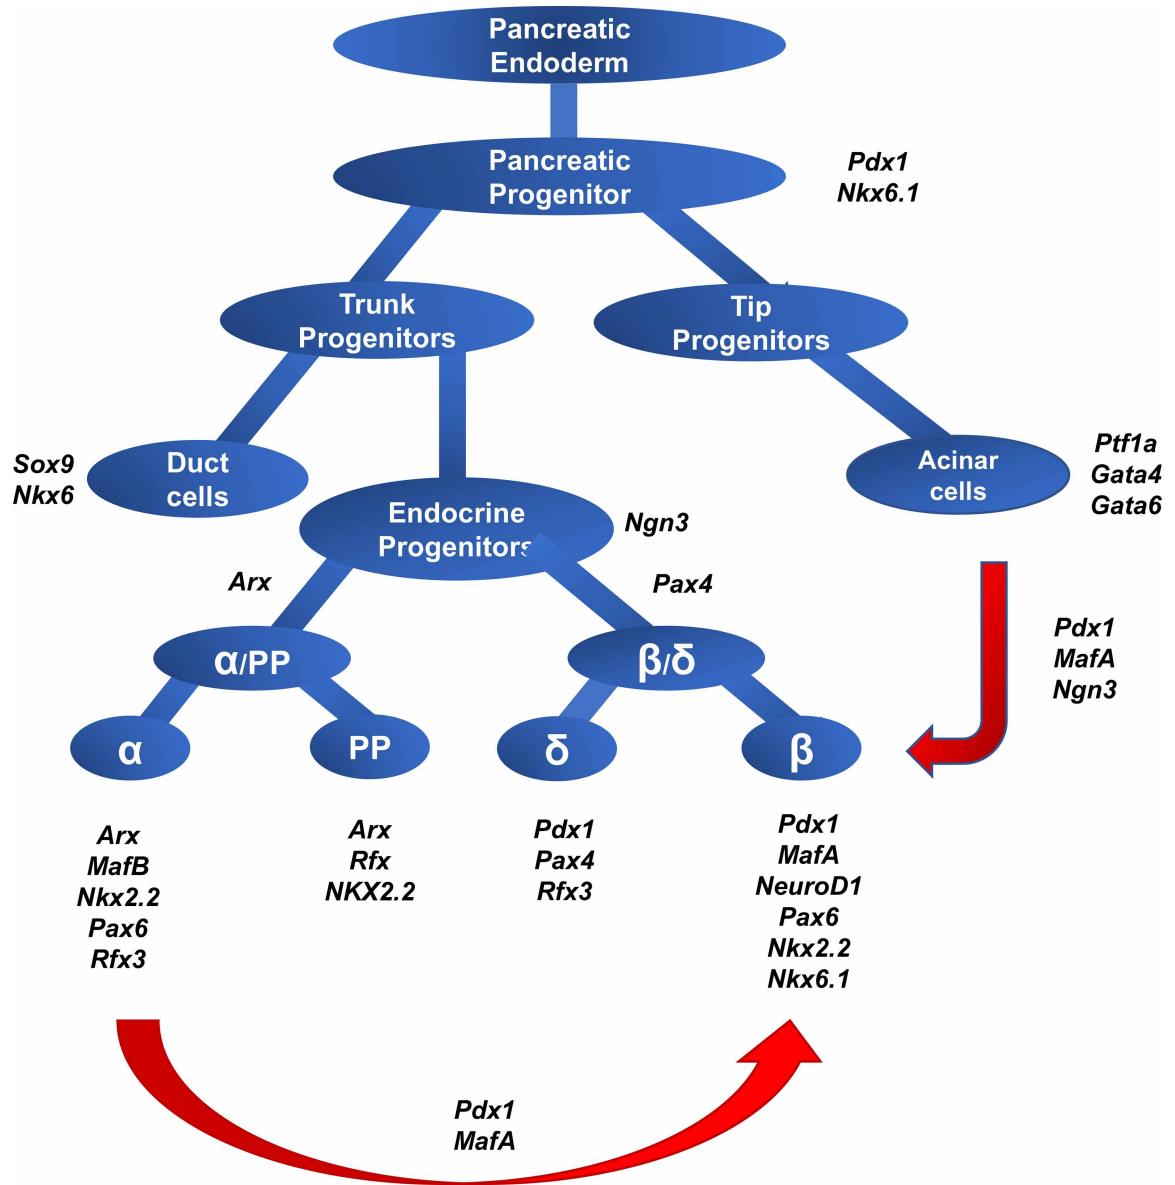 Pancreatic
Endoderm
Pancreatic
Progenitor
Pdx1
Nkx6.1
Trunk
Progenitors
Tip
Progenitors
Sox9
Nkx6
Duct
cells
Acinar
cells
Ptf1a
Gata4
Gata6
Endocrine
Progenitors
Ngn3
Arx
Pax4
α/PP
β/δ
Pdx1
MafA
Ngn3
α
PP
δ
β
Arx
MafB
Nkx2.2
Pax6
Rfx3
Arx
Rfx
NKX2.2
Pdx1
Pax4
Rfx3
Pdx1
MafA
NeuroD1
Pax6
Nkx2.2
Nkx6.1
Pdx1
MafA